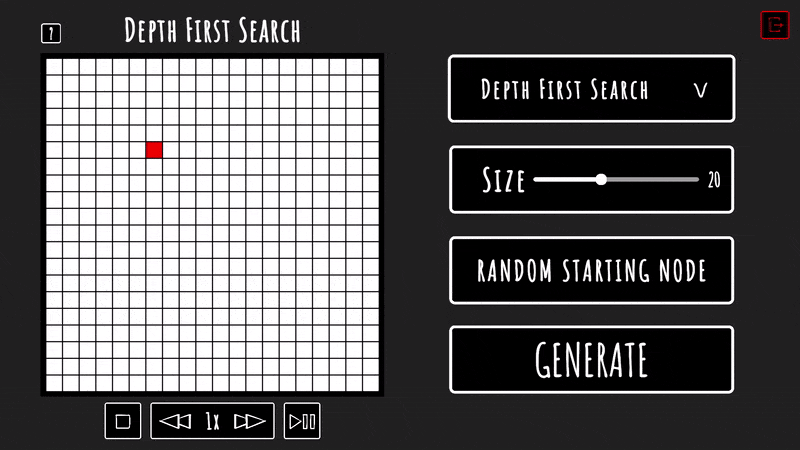 ?
Depth First Search
Depth First Search V
Size 20
RANDOM STARTING NODE
GENERATE
1x